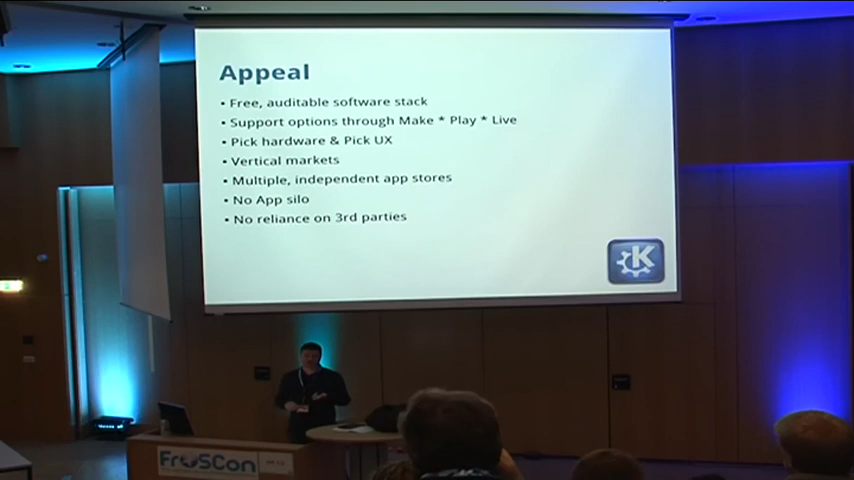 Appeal
• Free, auditable software stack
• Support options through Make * Play * Live
• Pick hardware & Pick UX
• Vertical markets
• Multiple, independent app stores
• No App silo
• No reliance on 3rd parties
K
FrOSCon